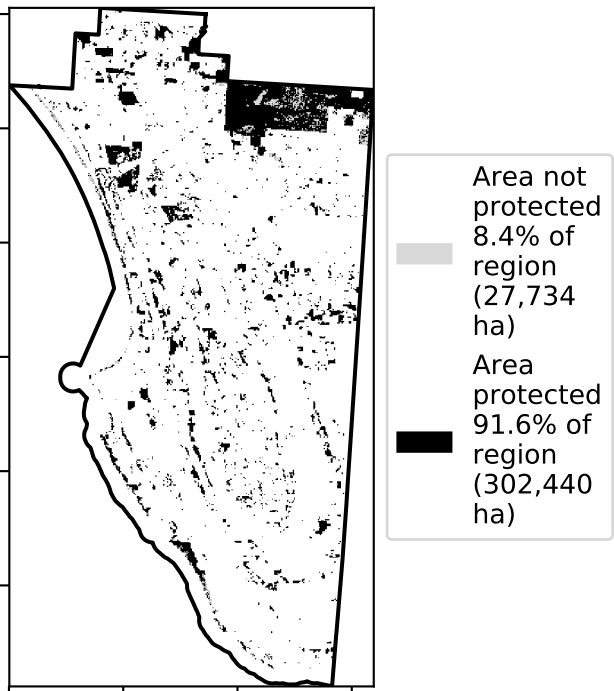 Area not
protected
8.4% of
region
(27,734
ha)
Area
protected
91.6% of
region
(302,440
ha)